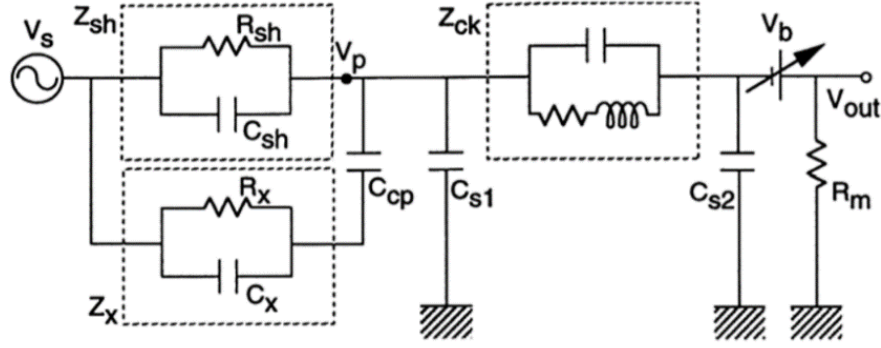 Vs
Zsh
Rsh
Csh
Vp
Zck
Vb
Vout
Ccp
Cs1
Cs2
Rm
Rx
Cx
Zx